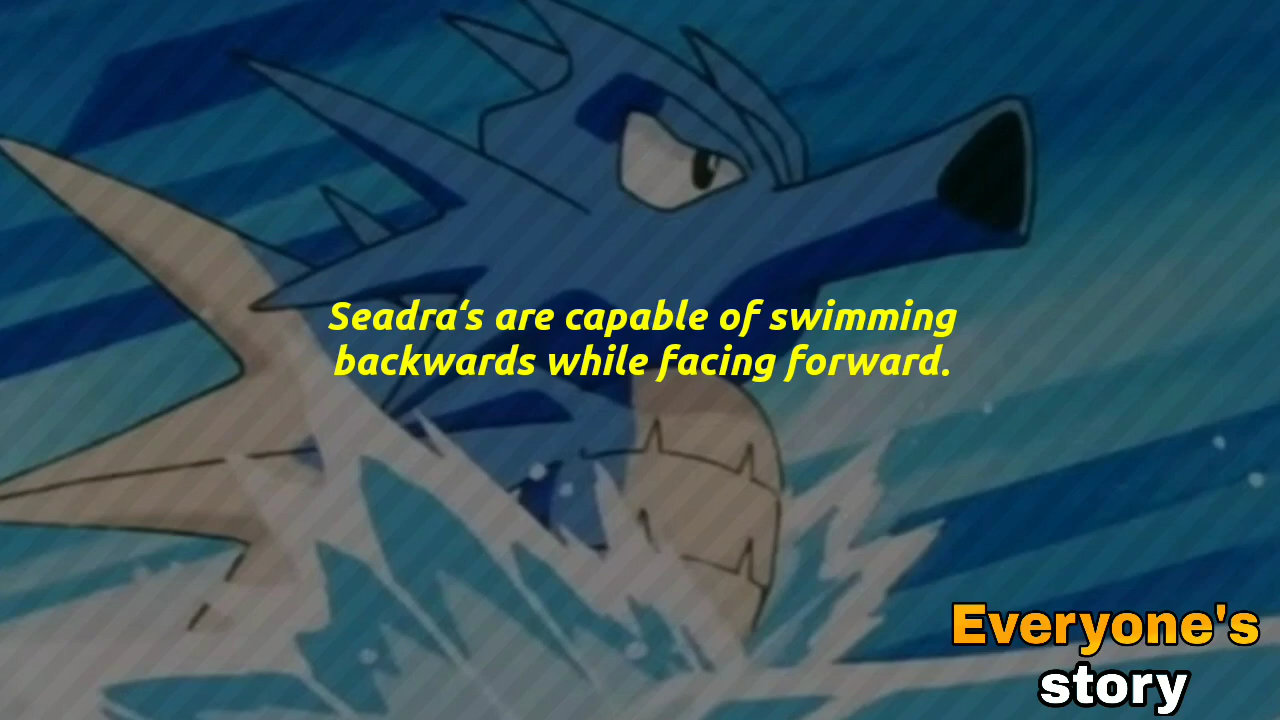 Seadra‘s are capable of swimming
backwards while facing forward.
Everyone's
story